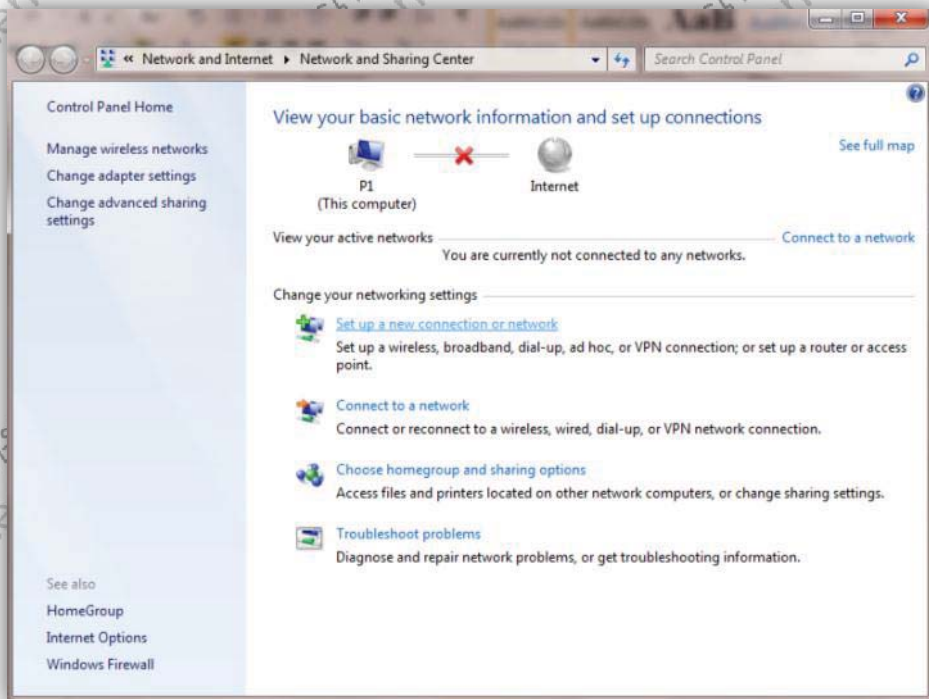 « Network and Internet ▸ Network and Sharing Center
Search Control Panel
Control Panel Home
Manage wireless networks
Change adapter settings
Change advanced sharing
settings
See also
HomeGroup
Internet Options
Windows Firewall
View your basic network information and set up connections
See full map
P1
(This computer)
Internet
View your active networks
Connect to a network
You are currently not connected to any networks.
Change your networking settings
Set up a new connection or network
Set up a wireless, broadband, dial-up, ad hoc, or VPN connection; or set up a router or access
point.
Connect to a network
Connect or reconnect to a wireless, wired, dial-up, or VPN network connection.
Choose homegroup and sharing options
Access files and printers located on other network computers, or change sharing settings.
Troubleshoot problems
Diagnose and repair network problems, or get troubleshooting information.